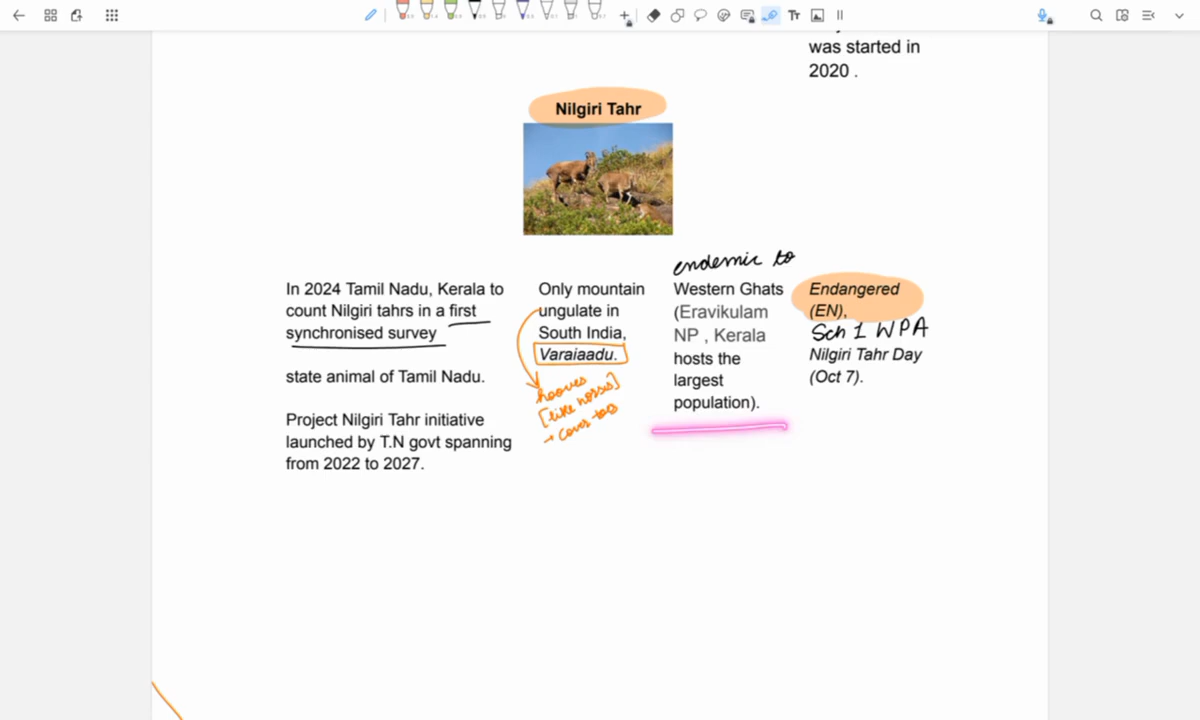 was started in
2020 .
Nilgiri Tahr
In 2024 Tamil Nadu, Kerala to
count Nilgiri tahrs in a first
synchronised survey
state animal of Tamil Nadu.
Project Nilgiri Tahr initiative
launched by T.N govt spanning
from 2022 to 2027.
Only mountain
ungulate in
South India,
Varaiaadu.
hooves
[like horses]
→ covers toes
endemic to
Western Ghats
(Eravikulam
NP , Kerala
hosts the
largest
population).
Endangered
(EN),
Sch 1 WPA
Nilgiri Tahr Day
(Oct 7).